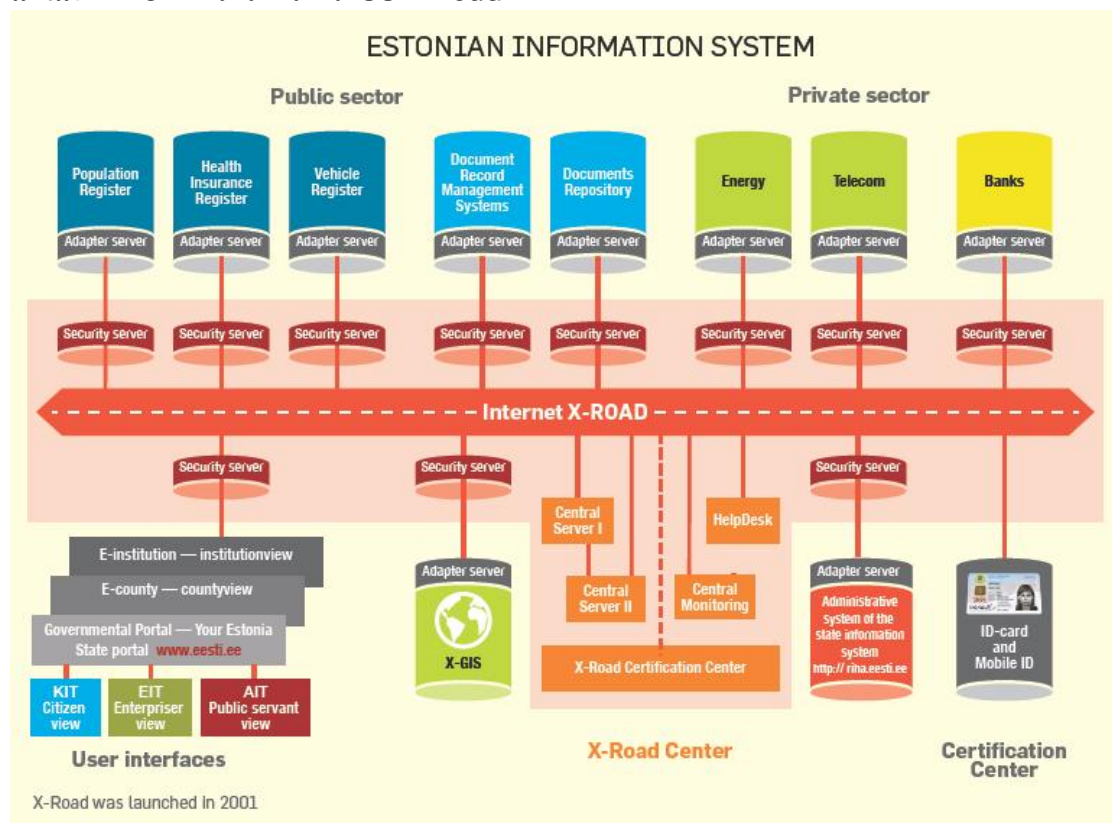 ESTONIAN INFORMATION SYSTEM
Public sector
Private sector
Population
Register
Health
Insurance
Register
Vehicle
Register
Document
Record
Management
Systems
Documents
Repository
Energy
Telecom
Banks
Adapter server
Adapter server
Adapter server
Adapter server
Adapter server
Adapter server
Adapter server
Adapter server
Security server
Security server
Security server
Security server
Security server
Security server
Security server
Security server
Internet X-ROAD
Security server
Security server
Security server
E-institution — institutionview
E-county — countyview
Governmental Portal — Your Estonia
State portal www.eesti.ee
KIT
Citizen
view
EIT
Enterpriser
view
AIT
Public servant
view
User interfaces
Adapter server
X-GIS
Central
Server I
Central
Server II
HelpDesk
Central
Monitoring
X-Road Certification Center
X-Road Center
Adapter server
Administrative
system of the
state information
system
http:// riha.eesti.ee
ID-card
and
Mobile ID
Certification
Center
X-Road was launched in 2001